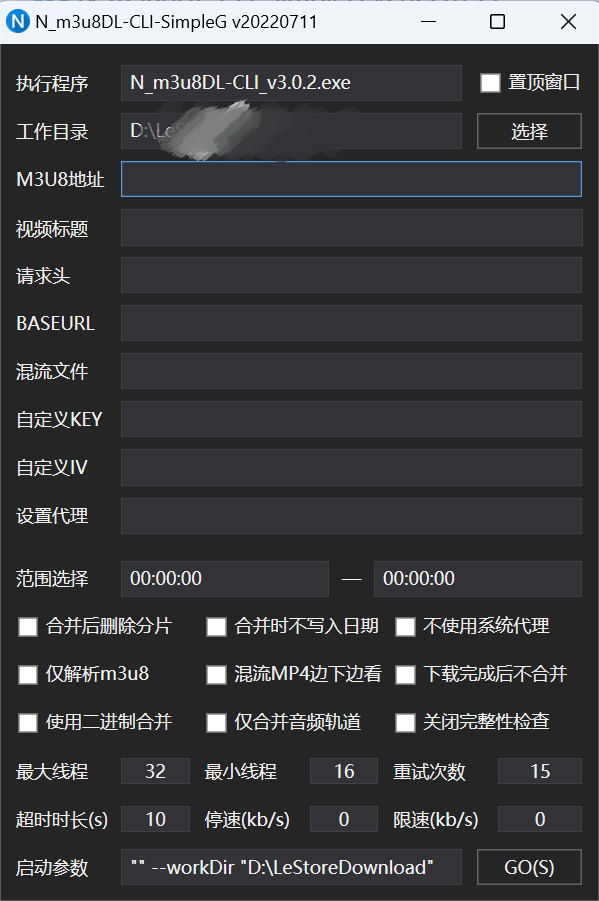 N_m3u8DL-CLI-SimpleG v20220711
执行程序 N_m3u8DL-CLI_v3.0.2.exe 置顶窗口
工作目录 D:\LeS 选择
M3U8地址
视频标题
请求头
BASEURL
混流文件
自定义KEY
自定义IV
设置代理
范围选择 00:00:00 — 00:00:00
合并后删除分片 合并时不写入日期 不使用系统代理
仅解析m3u8 混流MP4边下边看 下载完成后不合并
使用二进制合并 仅合并音频轨道 关闭完整性检查
最大线程 32 最小线程 16 重试次数 15
超时时长(s) 10 停速(kb/s) 0 限速(kb/s) 0
启动参数 "" --workDir "D:\LeStoreDownload" GO(S)